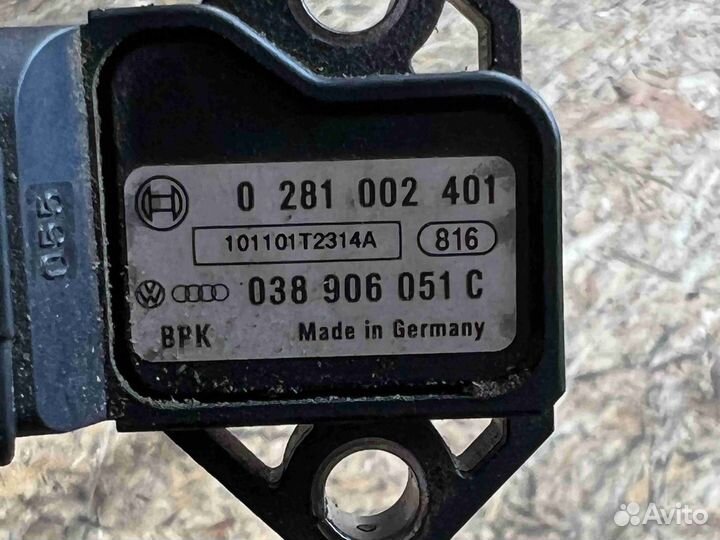 055
0 281 002 401
101101T2314A 816
038 906 051 C
BPK Made in Germany
Avito